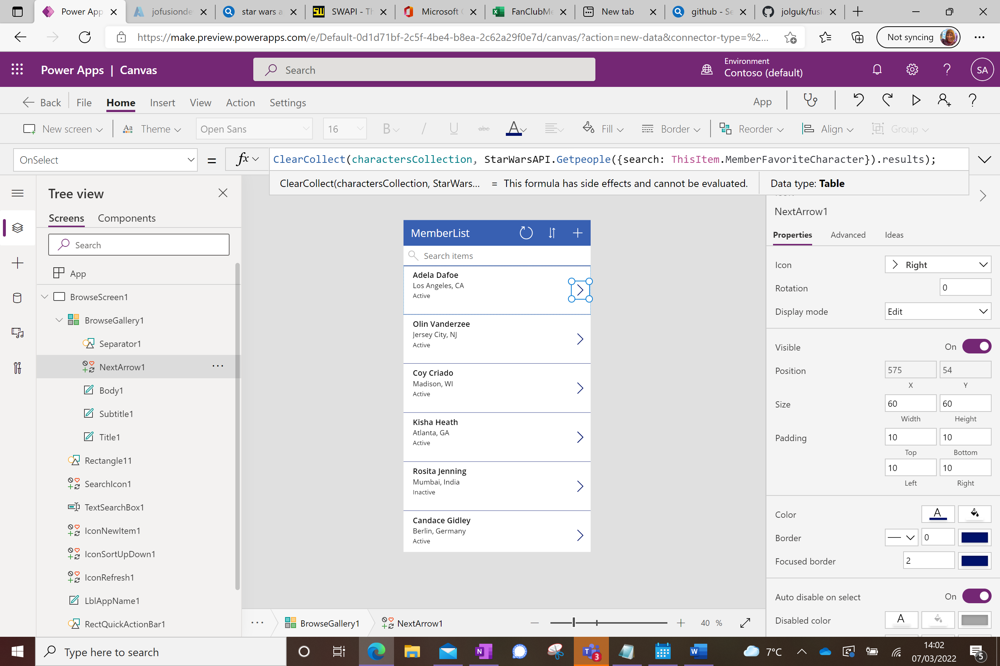 Power App
jofusionde
star wars a
SWAPI - Th
Microsoft
FanClubMe
New tab
github - Se
jolguk/fusi
https://make.preview.powerapps.com/e/Default-0d1d71bf-2c5f-4be4-b8ea-2c62a29f0e7d/canvas/?action=new-data&connector-type=%2...
Not syncing
Power Apps | Canvas
Search
Environment
Contoso (default)
SA
Back
File
Home
Insert
View
Action
Settings
App
New screen
Theme
Open Sans
16
B
/
U
abc
A
Fill
Border
Reorder
Align
Group
OnSelect
=
fx
ClearCollect(charactersCollection, StarWarsAPI.Getpeople({search: ThisItem.MemberFavoriteCharacter}).results);
ClearCollect(charactersCollection, StarWars... = This formula has side effects and cannot be evaluated.
Data type: Table
Tree view
Screens
Components
Search
App
BrowseScreen1
BrowseGallery1
Separator1
NextArrow1
Body1
Subtitle1
Title1
Rectangle11
SearchIcon1
TextSearchBox1
IconNewItem1
IconSortUpDown1
IconRefresh1
LblAppName1
RectQuickActionBar1
MemberList
Search items
Adela Dafoe
Los Angeles, CA
Active
Olin Vanderzee
Jersey City, NJ
Active
Coy Criado
Madison, WI
Active
Kisha Heath
Atlanta, GA
Active
Rosita Jenning
Mumbai, India
Inactive
Candace Gidley
Berlin, Germany
Active
BrowseGallery1
NextArrow1
40 %
NextArrow1
Properties
Advanced
Ideas
Icon
Right
Rotation
0
Display mode
Edit
Visible
On
Position
575
54
X
Y
Size
60
60
Width
Height
Padding
10
10
Top
Bottom
10
10
Left
Right
Color
A
Border
0
Focused border
2
Auto disable on select
On
Disabled color
A
Type here to search
3
7°C
14:02
07/03/2022
5